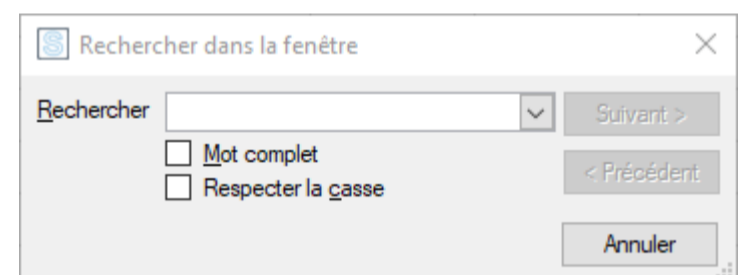 Rechercher dans la fenêtre
Rechercher
Suivant >
Mot complet
< Précédent
Respecter la casse
Annuler